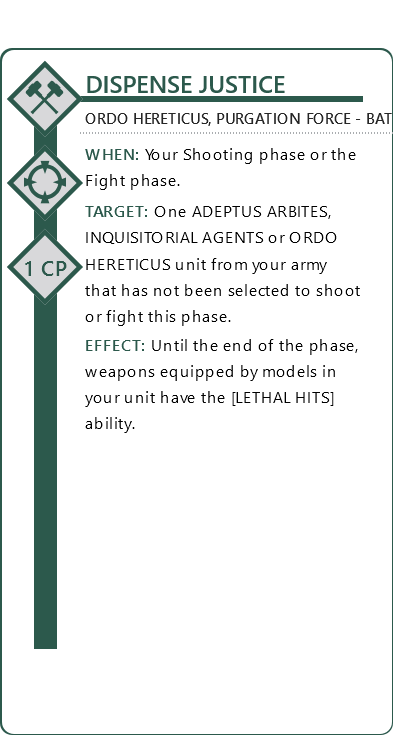 DISPENSE JUSTICE
ORDO HERETICUS, PURGATION FORCE - BAT
WHEN: Your Shooting phase or the
Fight phase.
TARGET: One ADEPTUS ARBITES,
INQUISITORIAL AGENTS or ORDO
1 CP
HERETICUS unit from your army
that has not been selected to shoot
or fight this phase.
EFFECT: Until the end of the phase,
weapons equipped by models in
your unit have the [LETHAL HITS]
ability.